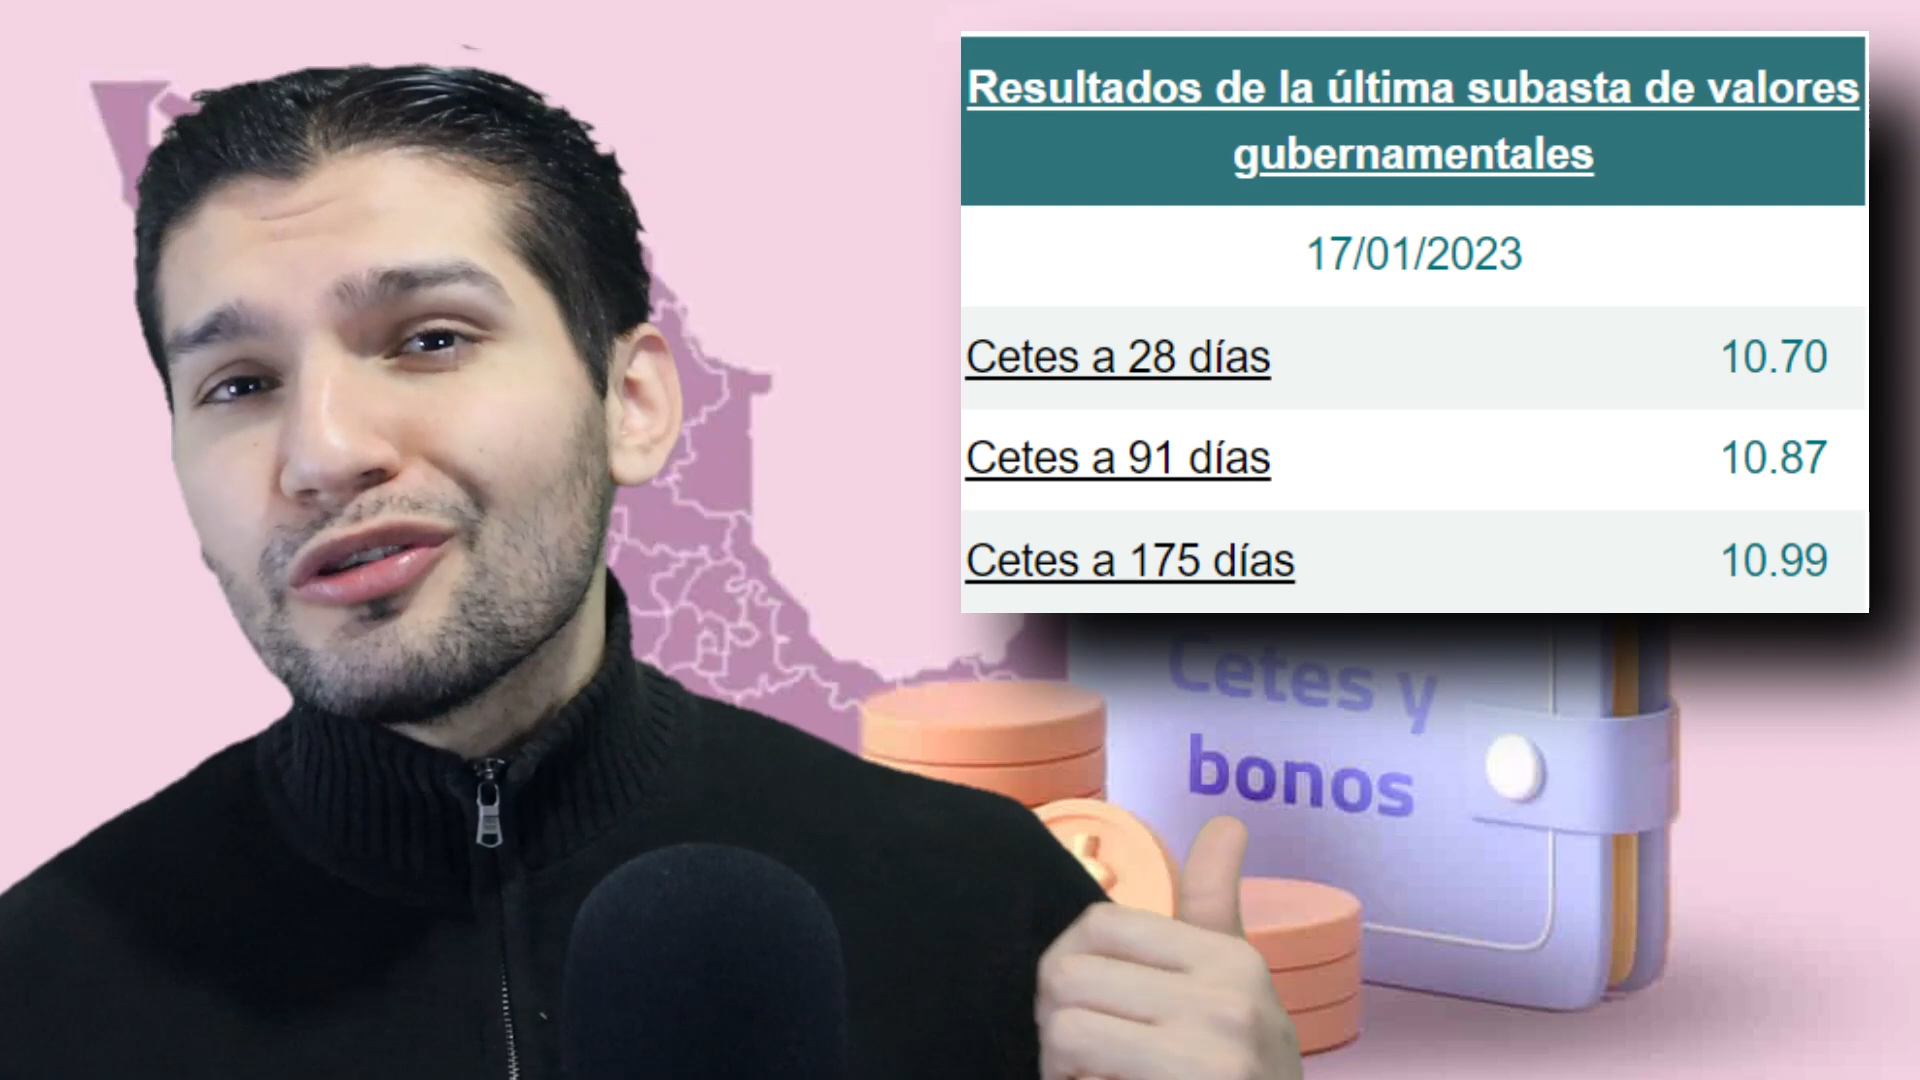 Resultados de la última subasta de valores
gubernamentales
17/01/2023
Cetes a 28 días 10.70
Cetes a 91 días 10.87
Cetes a 175 días 10.99
Cetes y
bonos